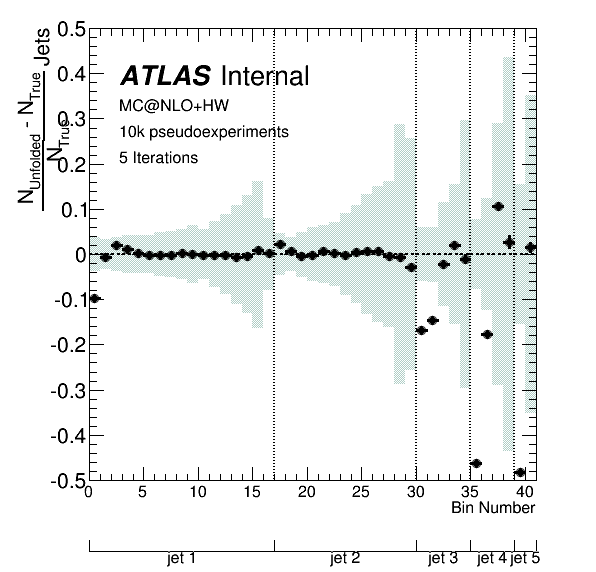 N_Unfolded - N_True
N_True
Jets
0.5
0.4
0.3
0.2
0.1
0
-0.1
-0.2
-0.3
-0.4
-0.5
ATLAS Internal
MC@NLO+HW
10k pseudoexperiments
5 Iterations
0 5 10 15 20 25 30 35 40
Bin Number
jet 1 jet 2 jet 3 jet 4 jet 5